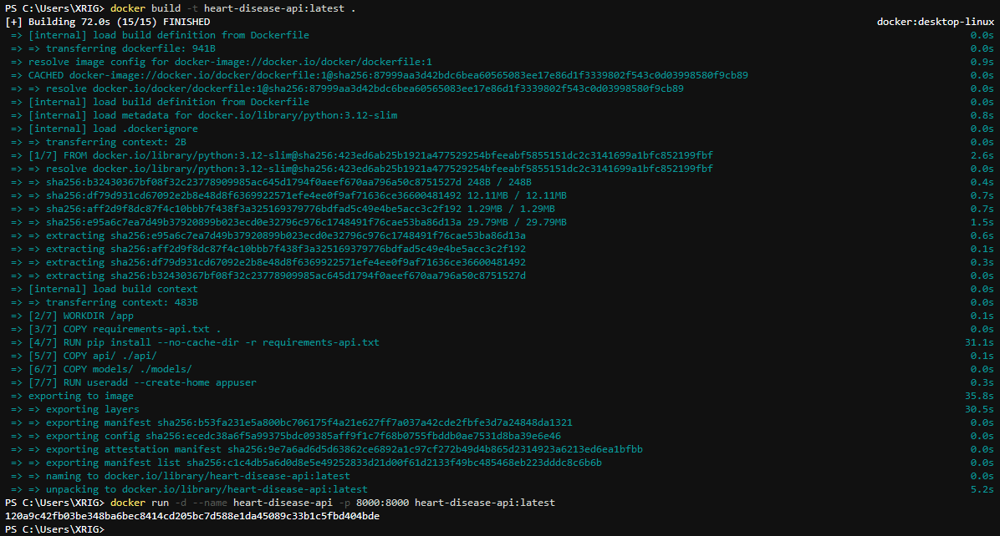 PS C:\Users\XRIG> docker build -t heart-disease-api:latest .
[+] Building 72.0s (15/15) FINISHED docker:desktop-linux
=> [internal] load build definition from Dockerfile 0.0s
=> => transferring dockerfile: 941B 0.0s
=> resolve image config for docker-image://docker.io/docker/dockerfile:1 0.9s
=> CACHED docker-image://docker.io/docker/dockerfile:1@sha256:87999aa3d42bdc6bea60565083ee17e86d1f3339802f543c0d03998580f9cb89 0.0s
=> => resolve docker.io/docker/dockerfile:1@sha256:87999aa3d42bdc6bea60565083ee17e86d1f3339802f543c0d03998580f9cb89 0.0s
=> [internal] load build definition from Dockerfile 0.0s
=> [internal] load metadata for docker.io/library/python:3.12-slim 0.8s
=> [internal] load .dockerignore 0.0s
=> => transferring context: 2B 0.0s
=> [1/7] FROM docker.io/library/python:3.12-slim@sha256:423ed6ab25b1921a477529254bfeeabf5855151dc2c3141699a1bfc852199fbf 2.6s
=> => resolve docker.io/library/python:3.12-slim@sha256:423ed6ab25b1921a477529254bfeeabf5855151dc2c3141699a1bfc852199fbf 0.0s
=> => sha256:b32430367bf08f32c23778909985ac645d1794f0aeef670aa796a50c8751527d 248B / 248B 0.4s
=> => sha256:df79d931cd67092e2b8e48d8f6369922571efe4ee0f9af71636ce36600481492 12.11MB / 12.11MB 0.7s
=> => sha256:aff2d9f8dc87f4c10bbb7f438f3a325169379776bdfad5c49e4be5acc3c2f192 1.29MB / 1.29MB 0.7s
=> => sha256:e95a6c7ea7d49b37920899b023ecd0e32796c976c1748491f76cae53ba86d13a 29.79MB / 29.79MB 1.5s
=> => extracting sha256:e95a6c7ea7d49b37920899b023ecd0e32796c976c1748491f76cae53ba86d13a 0.6s
=> => extracting sha256:aff2d9f8dc87f4c10bbb7f438f3a325169379776bdfad5c49e4be5acc3c2f192 0.1s
=> => extracting sha256:df79d931cd67092e2b8e48d8f6369922571efe4ee0f9af71636ce36600481492 0.3s
=> => extracting sha256:b32430367bf08f32c23778909985ac645d1794f0aeef670aa796a50c8751527d 0.0s
=> [internal] load build context 0.0s
=> => transferring context: 483B 0.0s
=> [2/7] WORKDIR /app 0.1s
=> [3/7] COPY requirements-api.txt . 0.0s
=> [4/7] RUN pip install --no-cache-dir -r requirements-api.txt 31.1s
=> [5/7] COPY api/ ./api/ 0.1s
=> [6/7] COPY models/ ./models/ 0.0s
=> [7/7] RUN useradd --create-home appuser 0.3s
=> exporting to image 35.8s
=> => exporting layers 30.5s
=> => exporting manifest sha256:b53fa231e5a800bc706175f4a21e627ff7a037a42cde2fbfe3d7a24848da1321 0.0s
=> => exporting config sha256:ecedc38a6f5a99375bdc09385aff9f1c7f68b0755fbddb0ae7531d8ba39e6e46 0.0s
=> => exporting attestation manifest sha256:9e7a6ad6d5d63862ce6892a1c97cf272b49d4b865d2314923a6213ed6ea1bfbb 0.0s
=> => exporting manifest list sha256:c1c4db5a6d0d8e5e49252833d21d00f61d2133f49bc485468eb223dddc8c6b6b 0.0s
=> => naming to docker.io/library/heart-disease-api:latest 0.0s
=> => unpacking to docker.io/library/heart-disease-api:latest 5.2s
PS C:\Users\XRIG> docker run -d --name heart-disease-api -p 8000:8000 heart-disease-api:latest
120a9c42fb03be348ba6bec8414cd205bc7d588e1da45089c33b1c5fbd404bde
PS C:\Users\XRIG>